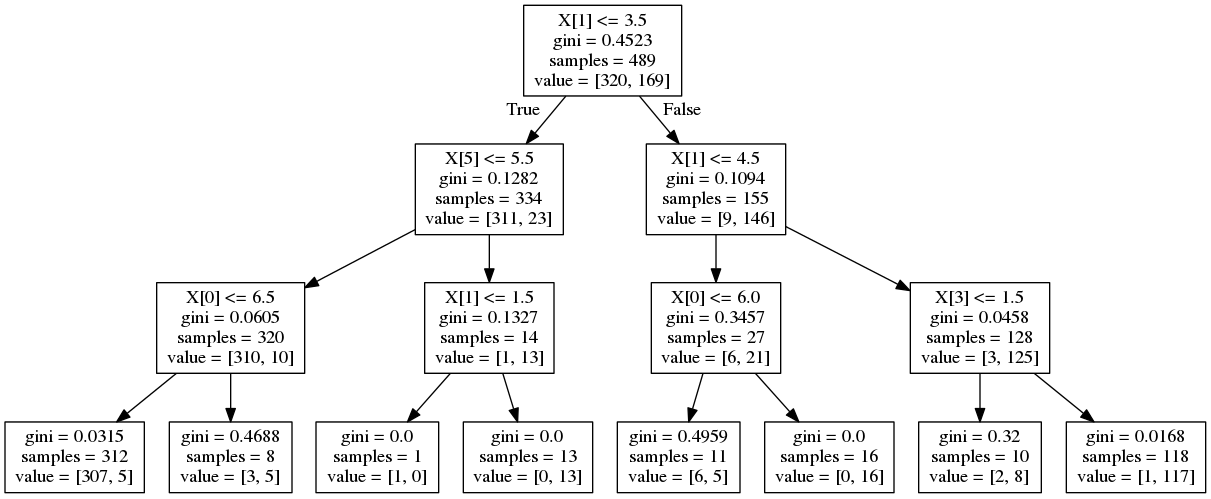 X[1] <= 3.5
gini = 0.4523
samples = 489
value = [320, 169]
True
False
X[5] <= 5.5
gini = 0.1282
samples = 334
value = [311, 23]
X[1] <= 4.5
gini = 0.1094
samples = 155
value = [9, 146]
X[0] <= 6.5
gini = 0.0605
samples = 320
value = [310, 10]
X[1] <= 1.5
gini = 0.1327
samples = 14
value = [1, 13]
X[0] <= 6.0
gini = 0.3457
samples = 27
value = [6, 21]
X[3] <= 1.5
gini = 0.0458
samples = 128
value = [3, 125]
gini = 0.0315
samples = 312
value = [307, 5]
gini = 0.4688
samples = 8
value = [3, 5]
gini = 0.0
samples = 1
value = [1, 0]
gini = 0.0
samples = 13
value = [0, 13]
gini = 0.4959
samples = 11
value = [6, 5]
gini = 0.0
samples = 16
value = [0, 16]
gini = 0.32
samples = 10
value = [2, 8]
gini = 0.0168
samples = 118
value = [1, 117]